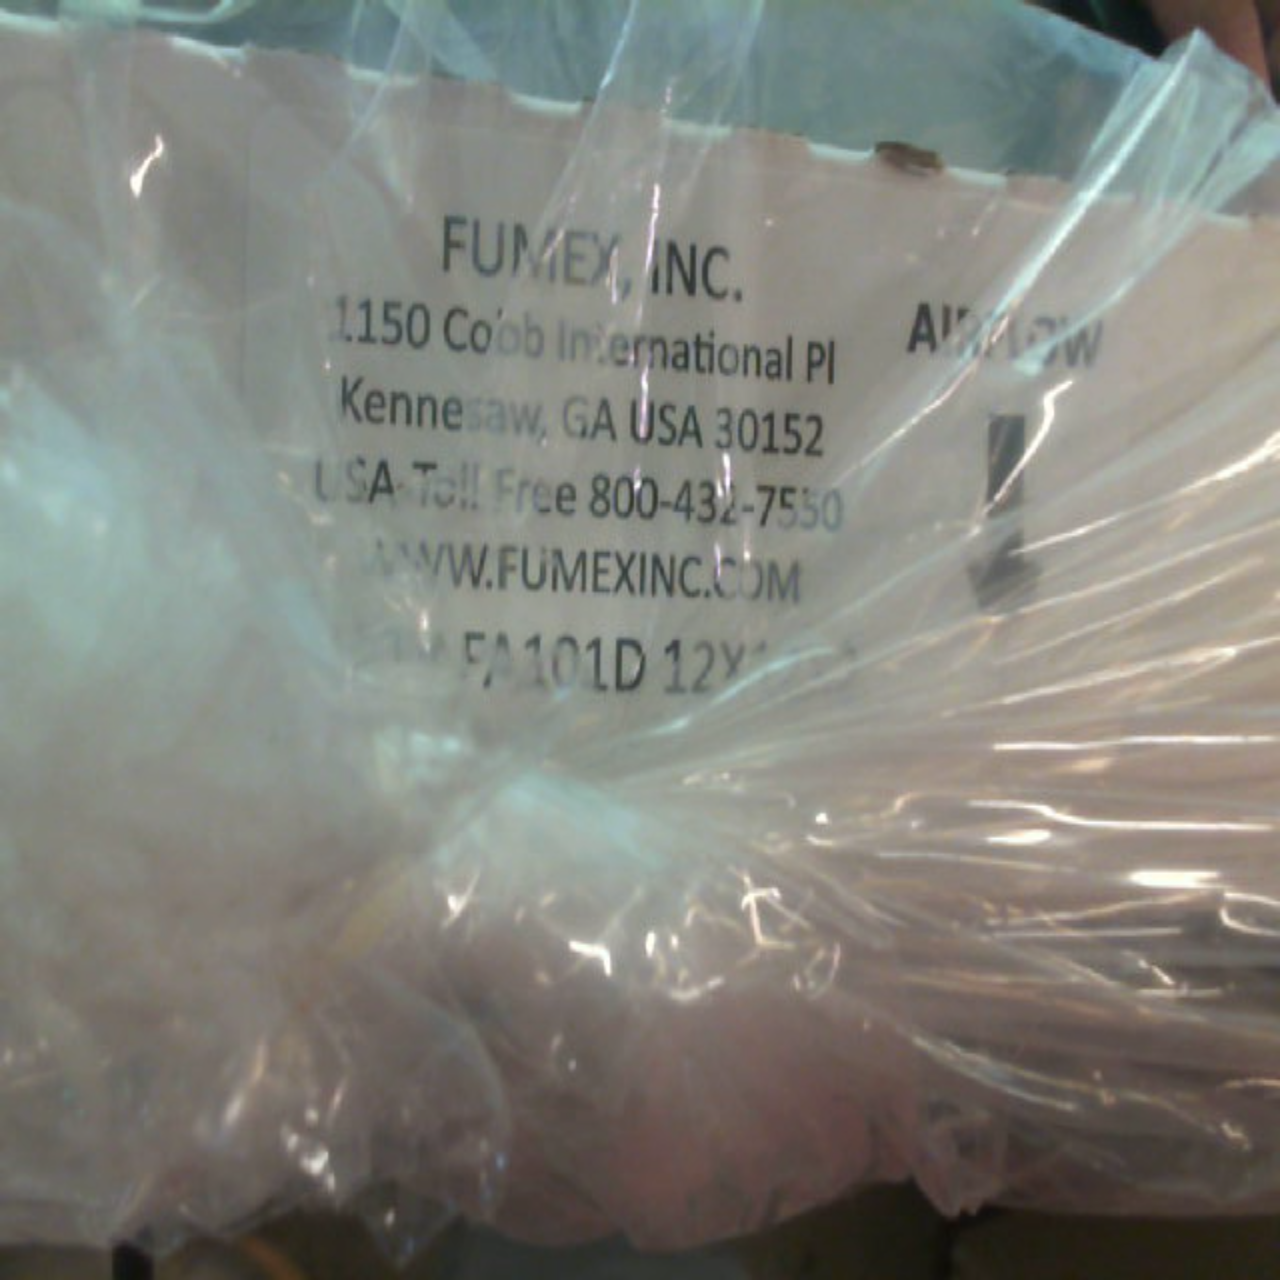 FUMEX, INC.
1150 Cobb International Pl
AIRFLOW
Kennesaw, GA USA 30152
USA Toll Free 800-432-7550
WWW.FUMEXINC.COM
FA101D